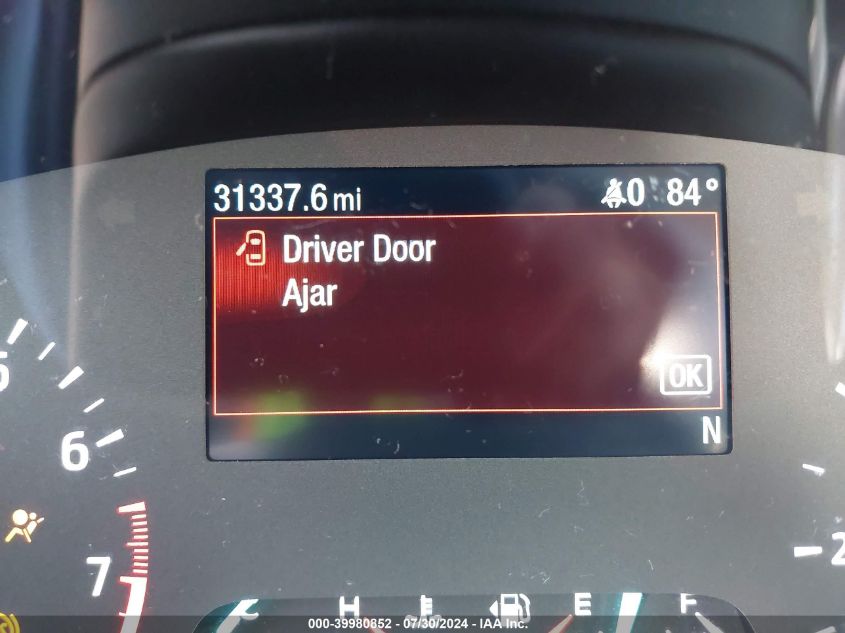 31337.6 mi 0 84°
Driver Door
Ajar
OK
N
5
6
7
2
C H E F
000-39980852 - 07/30/2024 - IAA Inc.